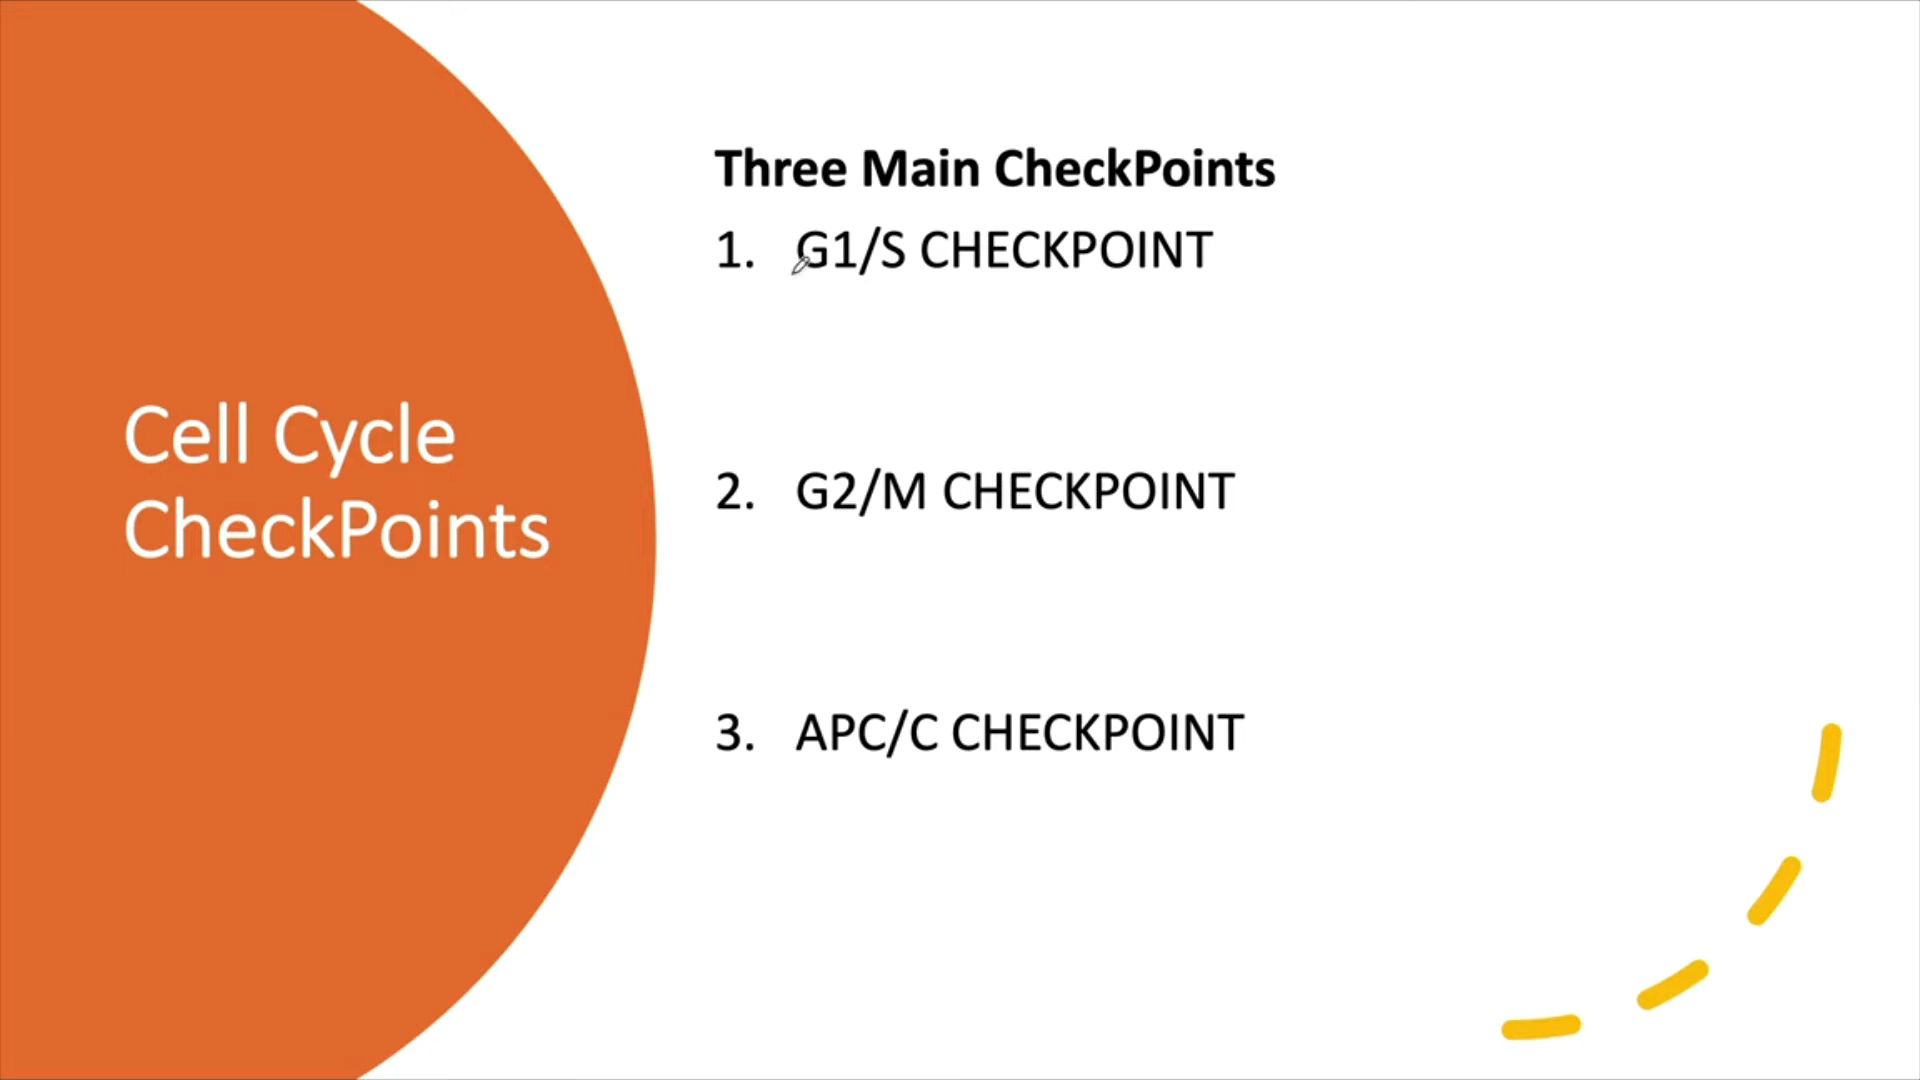 Cell Cycle
CheckPoints
Three Main CheckPoints
1. G1/S CHECKPOINT
2. G2/M CHECKPOINT
3. APC/C CHECKPOINT